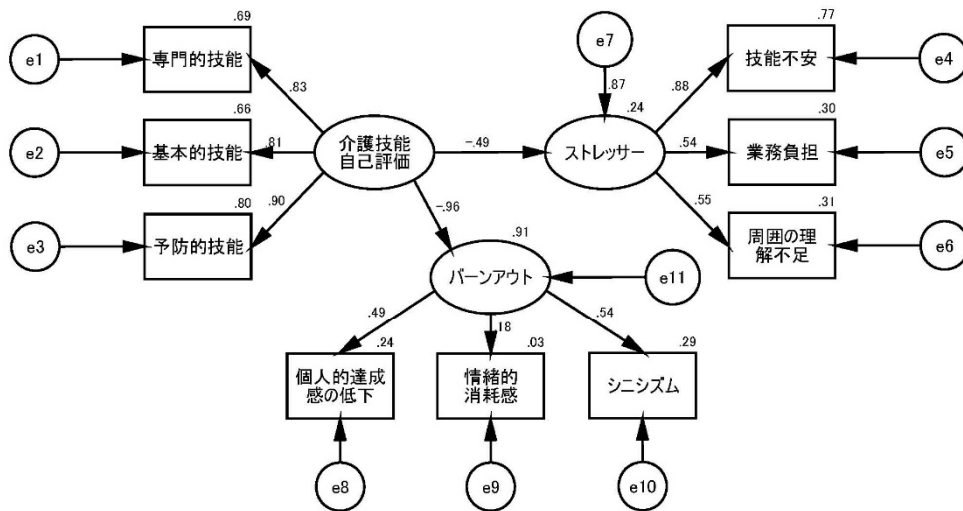 .69
e1
専門的技能
.83
.66
e2
基本的技能
.81
.80
e3
予防的技能
.90
介護技能
自己評価
-.49
-.96
e7
.87
.24
ストレッサー
.88
.54
.55
.77
技能不安
e4
.30
業務負担
e5
.31
周囲の理
解不足
e6
.91
バーンアウト
e11
.49
.18
.54
.24
個人的達成
感の低下
e8
.03
情緒的
消耗感
e9
.29
シニシズム
e10